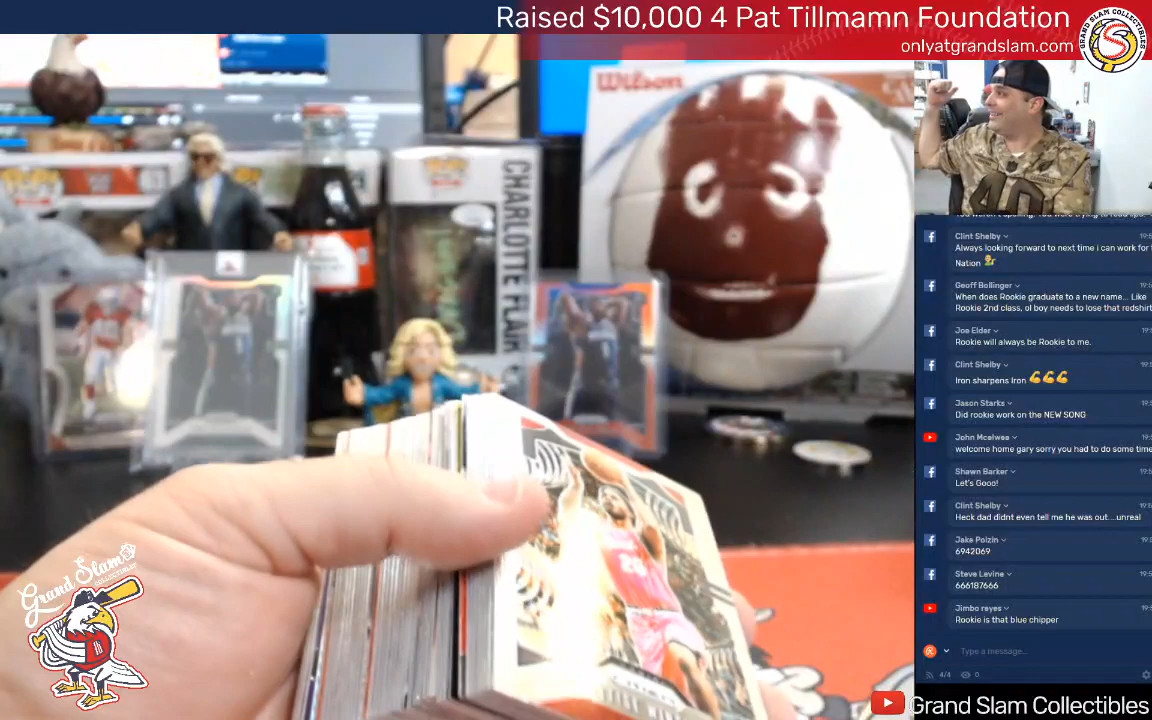 Raised $10,000 4 Pat Tillmamn Foundation
onlyatgrandslam.com
GRAND SLAM COLLECTIBLES
S
Wilson
CHARLOTTE FLAIR
40
Clint Shelby
Always looking forward to next time i can work for
Nation
Geoff Bollinger
When does Rookie graduate to a new name... Like
Rookie 2nd class, ol boy needs to lose that redshirt
Joe Elder
Rookie will always be Rookie to me.
Clint Shelby
Iron sharpens iron
Jason Starks
Did rookie work on the NEW SONG
John Mcelwee
welcome home gary sorry you had to do some time
Shawn Barker
Let's Gooo!
Clint Shelby
Heck dad didnt even tell me he was out....unreal
Jake Polzin
6942069
Steve Levine
666187666
Jimbo reyes
Rookie is that blue chipper
Type a message...
4/4
0
Grand Slam
COLLECTIBLES
Grand Slam Collectibles